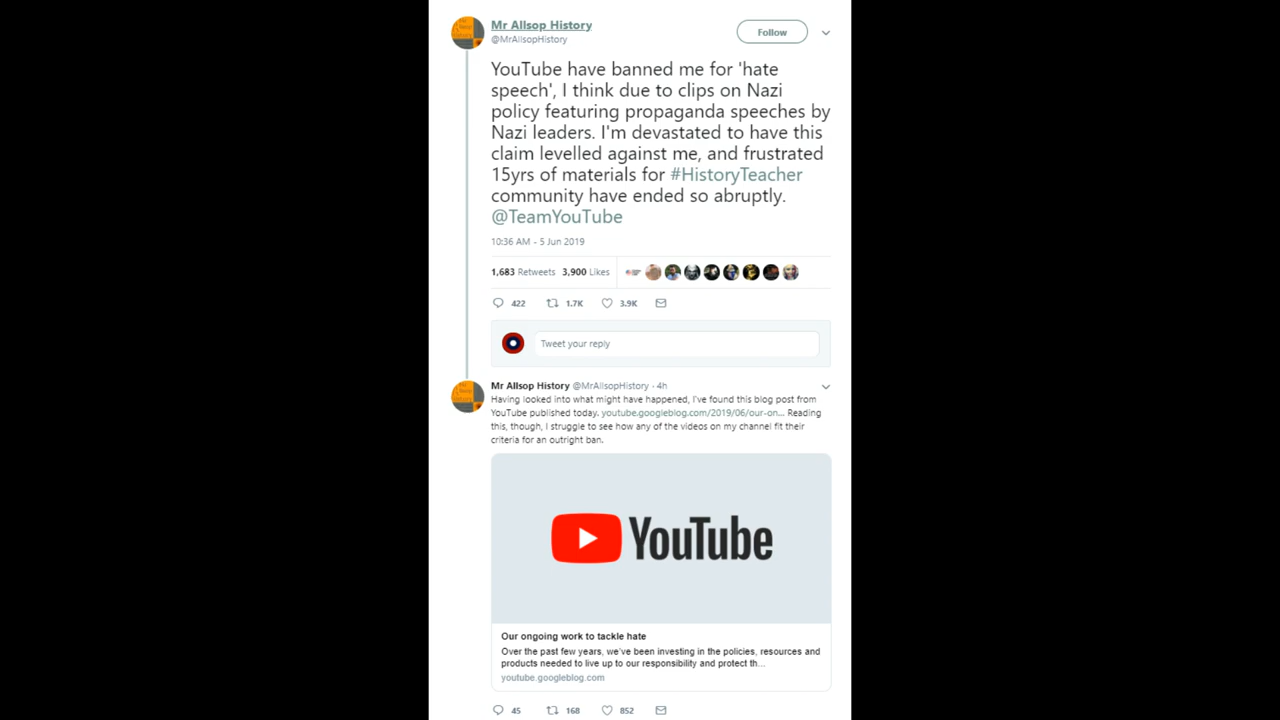 Mr Allsop History
@MrAllsopHistory
Follow
YouTube have banned me for 'hate
speech', I think due to clips on Nazi
policy featuring propaganda speeches by
Nazi leaders. I'm devastated to have this
claim levelled against me, and frustrated
15yrs of materials for #HistoryTeacher
community have ended so abruptly.
@TeamYouTube
10:36 AM - 5 Jun 2019
1,683 Retweets 3,900 Likes
422 1.7K 3.9K
Tweet your reply
Mr Allsop History @MrAllsopHistory · 4h
Having looked into what might have happened, I've found this blog post from
YouTube published today. youtube.googleblog.com/2019/06/our-on... Reading
this, though, I struggle to see how any of the videos on my channel fit their
criteria for an outright ban.
YouTube
Our ongoing work to tackle hate
Over the past few years, we've been investing in the policies, resources and
products needed to live up to our responsibility and protect th...
youtube.googleblog.com
45 168 852